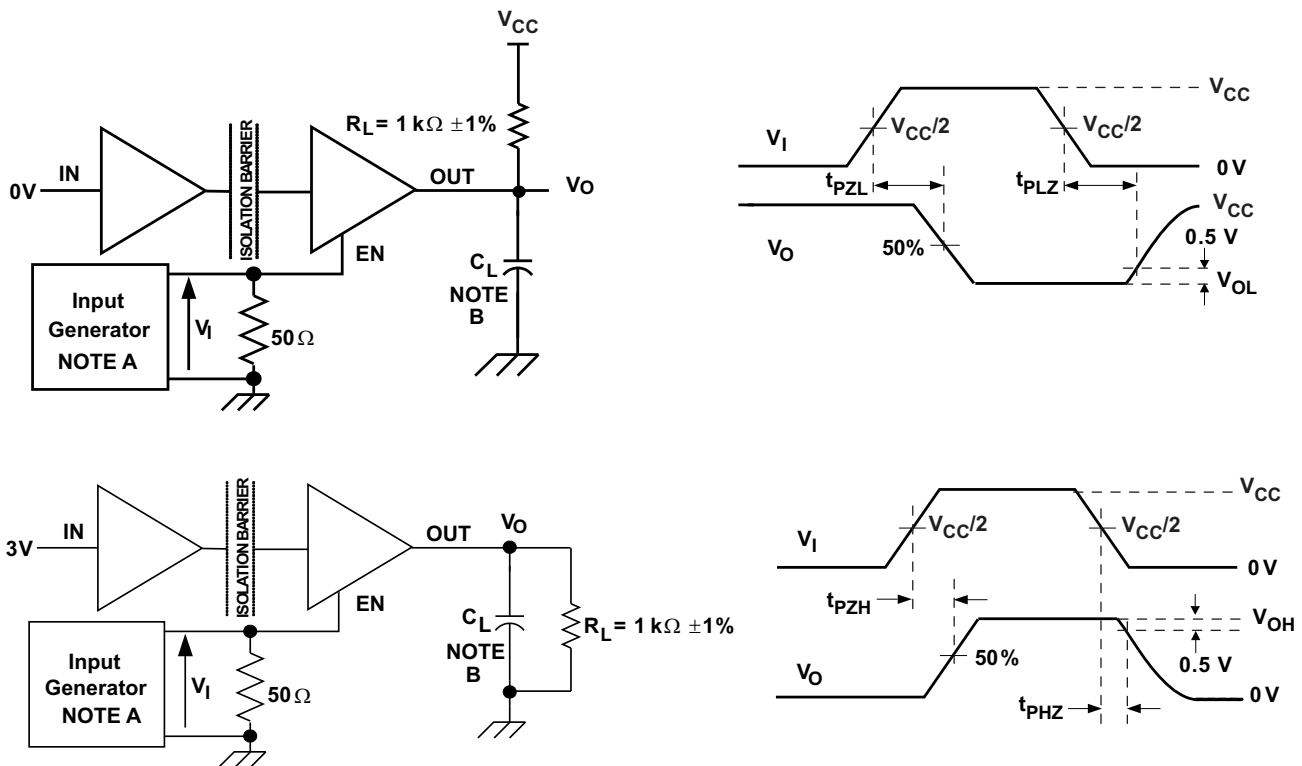 VCC
RL = 1 kΩ ±1%
ISOLATION BARRIER
0V
IN
OUT
VO
EN
CL
NOTE
B
Input
Generator
NOTE A
VI
50Ω
VCC
VI
VCC/2
VCC/2
0V
tPZL
tPLZ
VCC
0.5 V
VO
50%
VOL
ISOLATION BARRIER
3V
IN
OUT
VO
EN
CL
NOTE
B
RL = 1 kΩ ±1%
Input
Generator
NOTE A
VI
50Ω
VCC
VI
VCC/2
VCC/2
0V
tPZH
VOH
0.5 V
50%
VO
tPHZ
0V